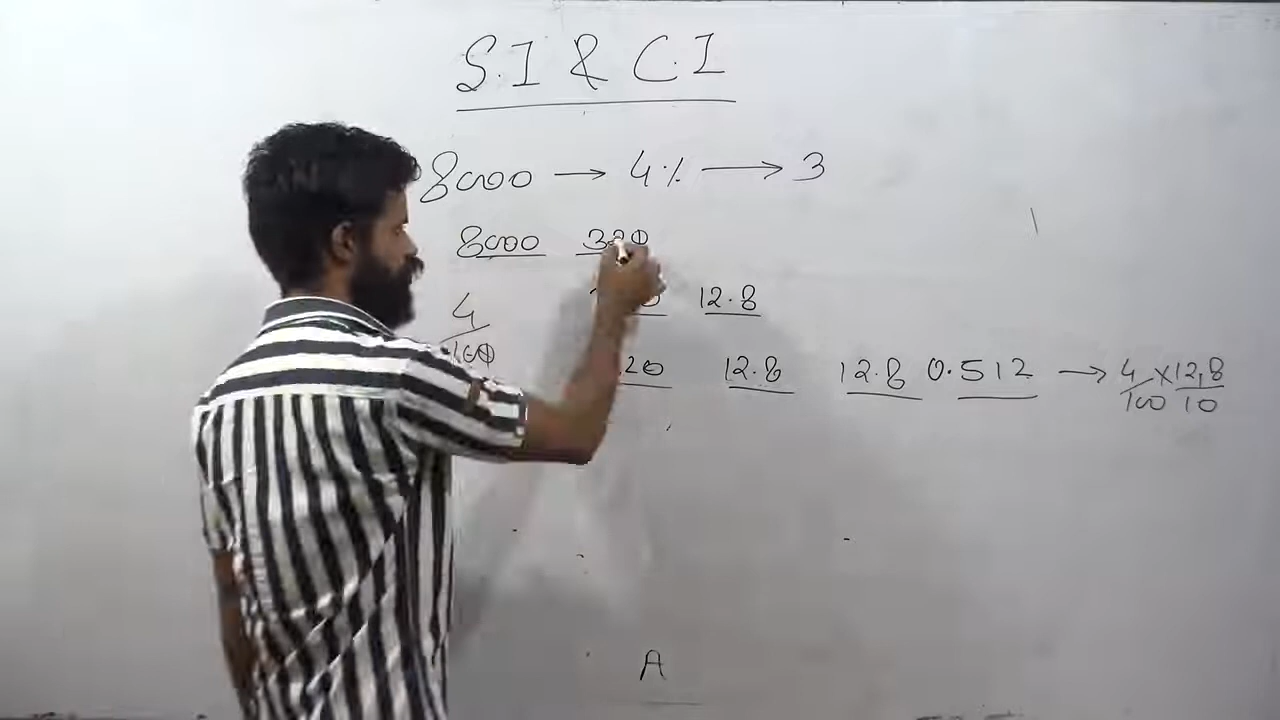 S.I & C.I
8000 → 4% → 3
8000 320
12.8
4
100
20 12.8 12.8 0.512 → 4/100 × 12,8/10
A